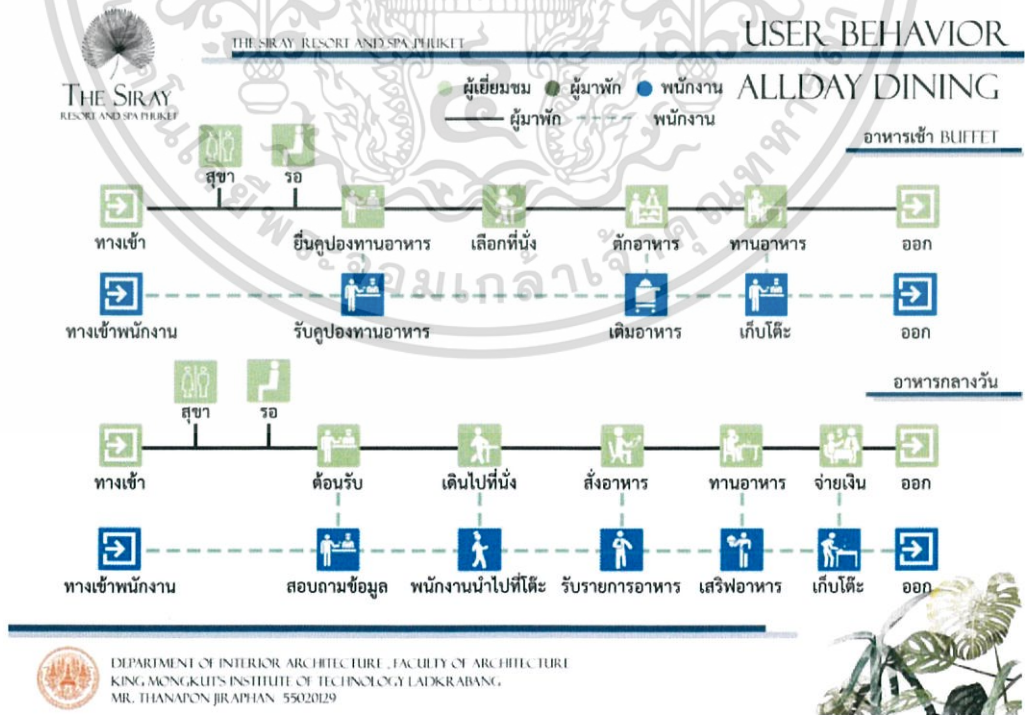 THE SIRAY RESORT AND SPA PHUKET
USER BEHAVIOR
THE SIRAY
RESORT AND SPA PHUKET
ผู้เยี่ยมชม ผู้มาพัก พนักงาน
ALLDAY DINING
ผู้มาพัก พนักงาน
อาหารเช้า BUFFET
สุขา รอ
ทางเข้า ยื่นคูปองทานอาหาร เลือกที่นั่ง ตักอาหาร ทานอาหาร ออก
ทางเข้าพนักงาน รับคูปองทานอาหาร เติมอาหาร เก็บโต๊ะ ออก
อาหารกลางวัน
สุขา รอ
ทางเข้า ต้อนรับ เดินไปที่นั่ง สั่งอาหาร ทานอาหาร จ่ายเงิน ออก
ทางเข้าพนักงาน สอบถามข้อมูล พนักงานนำไปที่โต๊ะ รับรายการอาหาร เสริฟอาหาร เก็บโต๊ะ ออก
DEPARTMENT OF INTERIOR ARCHITECTURE , FACULTY OF ARCHITECTURE
KING MONGKUT'S INSTITUTE OF TECHNOLOGY LADKRABANG
MR. THANAPON JIRAPHAN 55020129